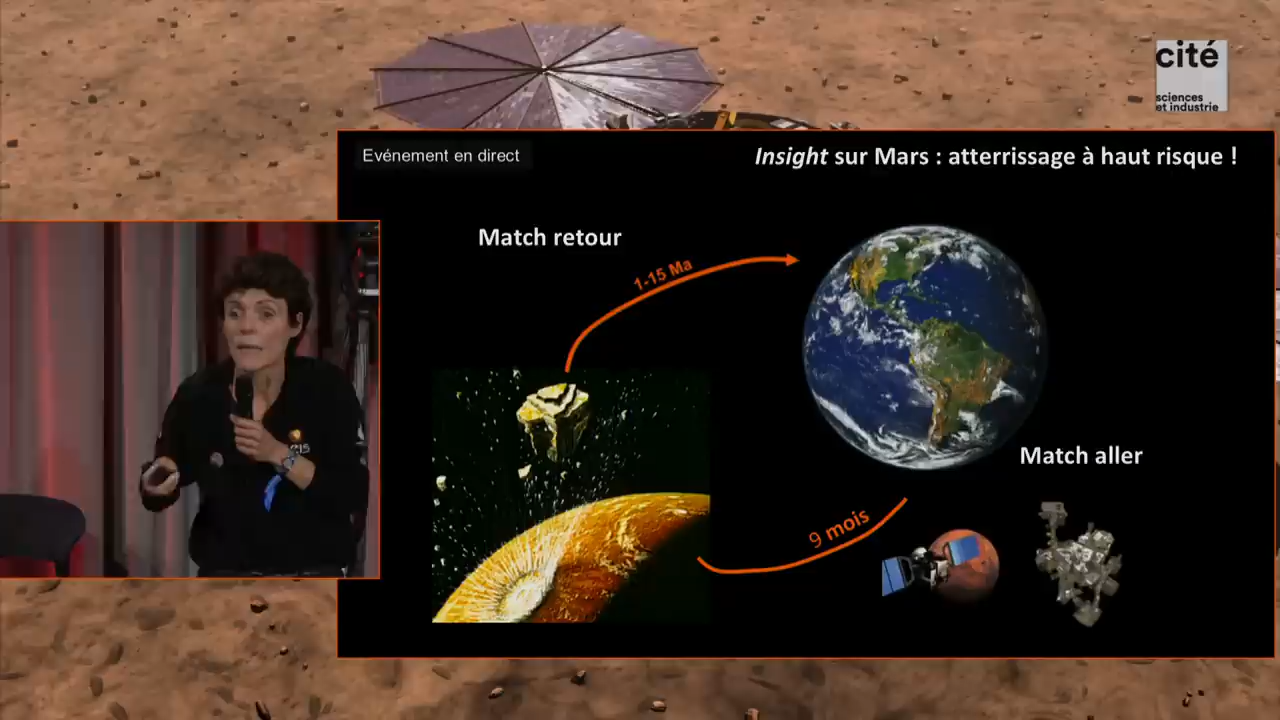 cité
sciences
et industrie
Evénement en direct
Insight sur Mars : atterrissage à haut risque !
Match retour
1-15 Ma
Match aller
9 mois